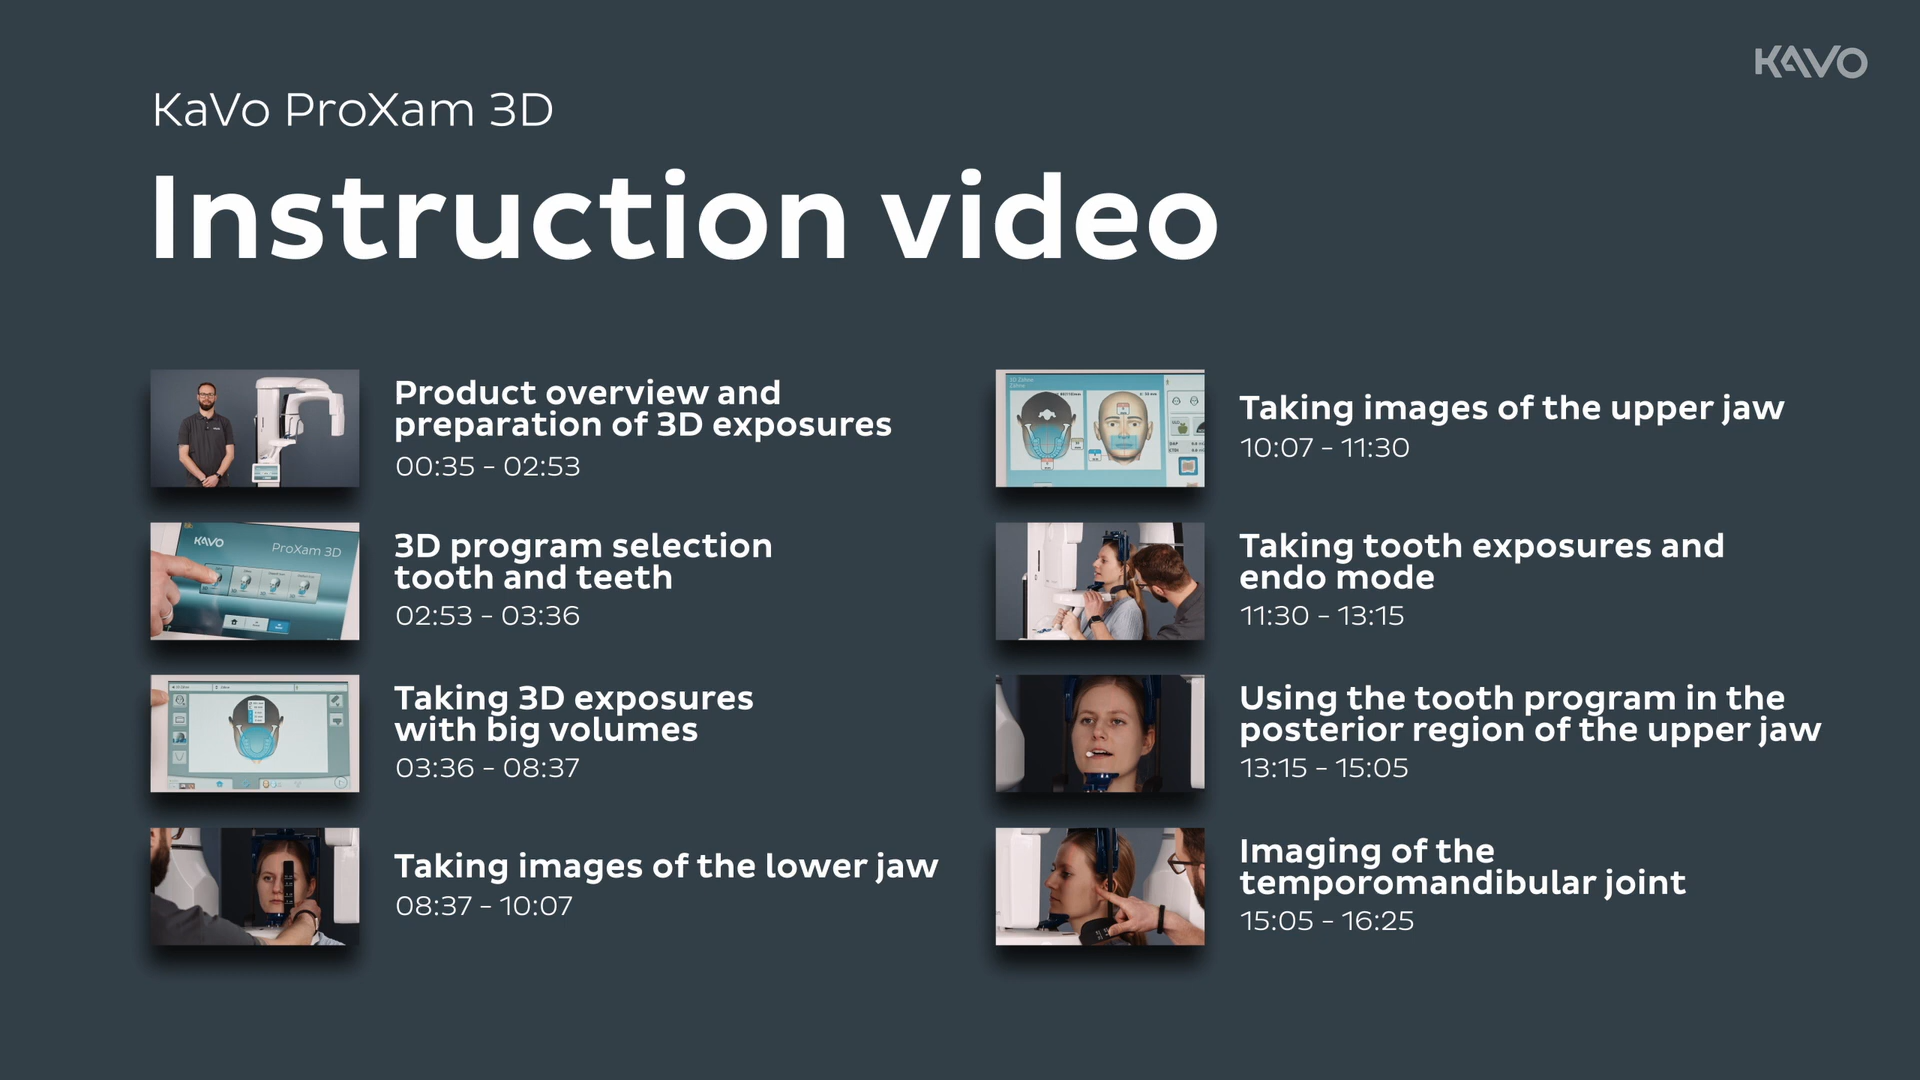 KAVO
KaVo ProXam 3D
Instruction video
Product overview and
preparation of 3D exposures
00:35 – 02:53
KAVO
ProXam 3D
3D program selection
tooth and teeth
02:53 – 03:36
Taking 3D exposures
with big volumes
03:36 – 08:37
Taking images of the lower jaw
08:37 – 10:07
Taking images of the upper jaw
10:07 – 11:30
Taking tooth exposures and
endo mode
11:30 – 13:15
Using the tooth program in the
posterior region of the upper jaw
13:15 – 15:05
Imaging of the
temporomandibular joint
15:05 – 16:25